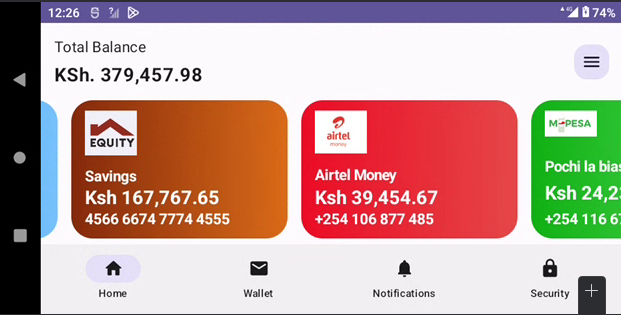 12:26
4G
74%
Total Balance
KSh. 379,457.98
EQUITY
Savings
Ksh 167,767.65
4566 6674 7774 4555
airtel
money
Airtel Money
Ksh 39,454.67
+254 106 877 485
M-PESA
Pochi la bias
Ksh 24,23
+254 116 67
Home
Wallet
Notifications
Security